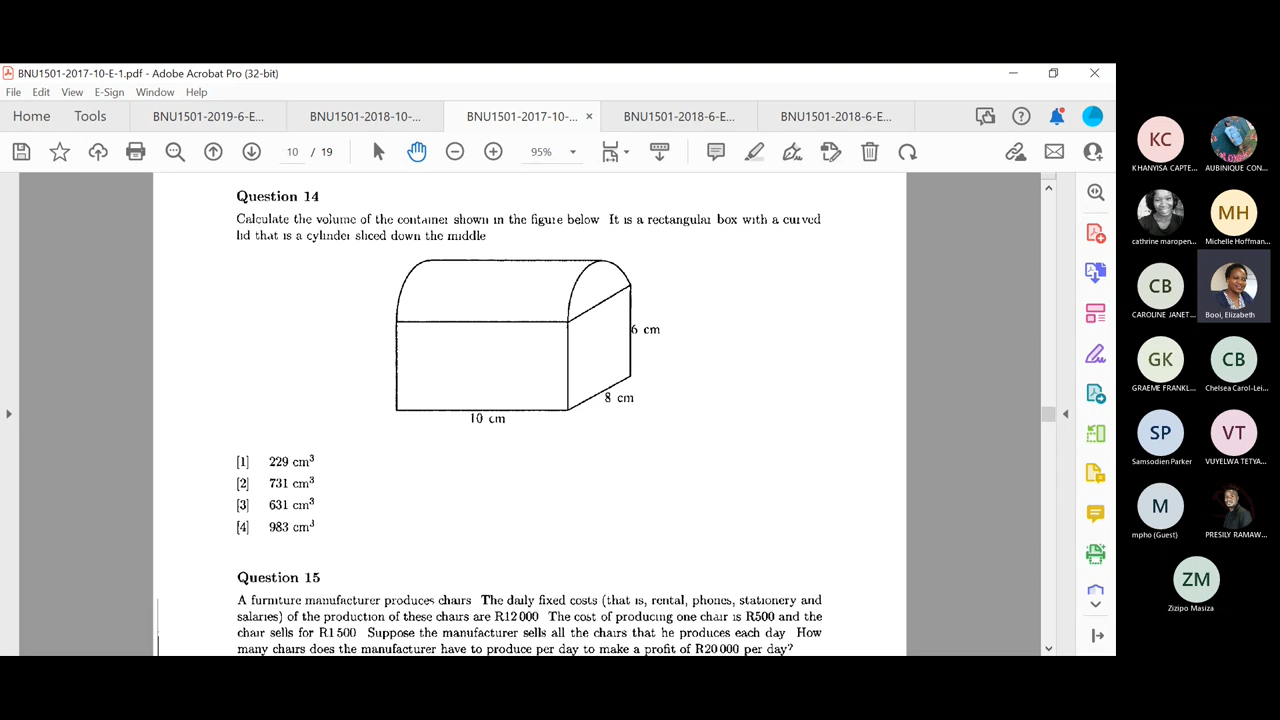 BNU1501-2017-10-E-1.pdf - Adobe Acrobat Pro (32-bit)
File Edit View E-Sign Window Help
Home Tools BNU1501-2019-6-E... BNU1501-2018-10-... BNU1501-2017-10-... × BNU1501-2018-6-E... BNU1501-2018-6-E...
10 / 19 95%
Question 14
Calculate the volume of the container shown in the figure below It is a rectangular box with a curved
lid that is a cylinder sliced down the middle
6 cm
8 cm
10 cm
[1] 229 cm³
[2] 731 cm³
[3] 631 cm³
[4] 983 cm³
Question 15
A furniture manufacturer produces chairs The daily fixed costs (that is, rental, phones, stationery and
salaries) of the production of these chairs are R12 000 The cost of producing one chair is R500 and the
chair sells for R1 500 Suppose the manufacturer sells all the chairs that he produces each day How
many chairs does the manufacturer have to produce per day to make a profit of R20 000 per day?
KC
KHANYISA CAPTE...
AUBINIQUE CON...
cathrine maropen...
MH
Michelle Hoffman...
CB
CAROLINE JANET...
Booi, Elizabeth
GK
GRAEME FRANKL...
CB
Chelsea Carol-Lei...
SP
Samsodien Parker
VT
VUYELWA TETYA...
M
mpho (Guest)
PRESILY RAMAW...
ZM
Zizipo Masiza